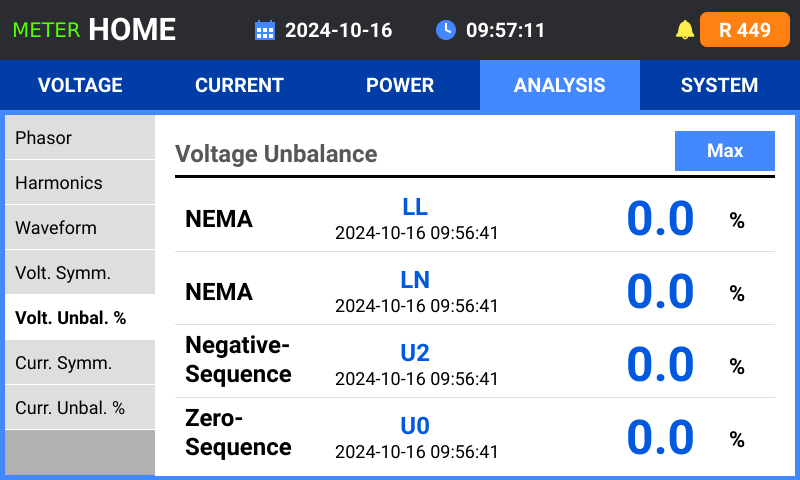 METER HOME 2024-10-16 09:57:11 R 449
VOLTAGE CURRENT POWER ANALYSIS SYSTEM
Phasor
Harmonics
Waveform
Volt. Symm.
Volt. Unbal. %
Curr. Symm.
Curr. Unbal. %
Voltage Unbalance Max
NEMA LL 0.0 %
2024-10-16 09:56:41
NEMA LN 0.0 %
2024-10-16 09:56:41
Negative-
Sequence U2 0.0 %
2024-10-16 09:56:41
Zero-
Sequence U0 0.0 %
2024-10-16 09:56:41